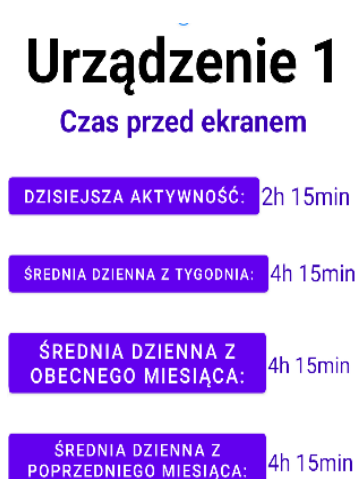 Urządzenie 1
Czas przed ekranem
DZISIEJSZA AKTYWNOŚĆ: 2h 15min
ŚREDNIA DZIENNA Z TYGODNIA: 4h 15min
ŚREDNIA DZIENNA Z
OBECNEGO MIESIĄCA: 4h 15min
ŚREDNIA DZIENNA Z
POPRZEDNIEGO MIESIĄCA: 4h 15min